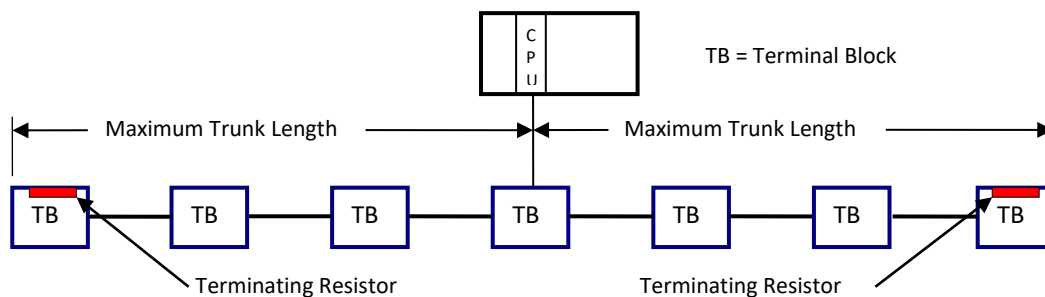 C
P
U
TB = Terminal Block
Maximum Trunk Length
Maximum Trunk Length
TB
TB
TB
TB
TB
TB
TB
Terminating Resistor
Terminating Resistor